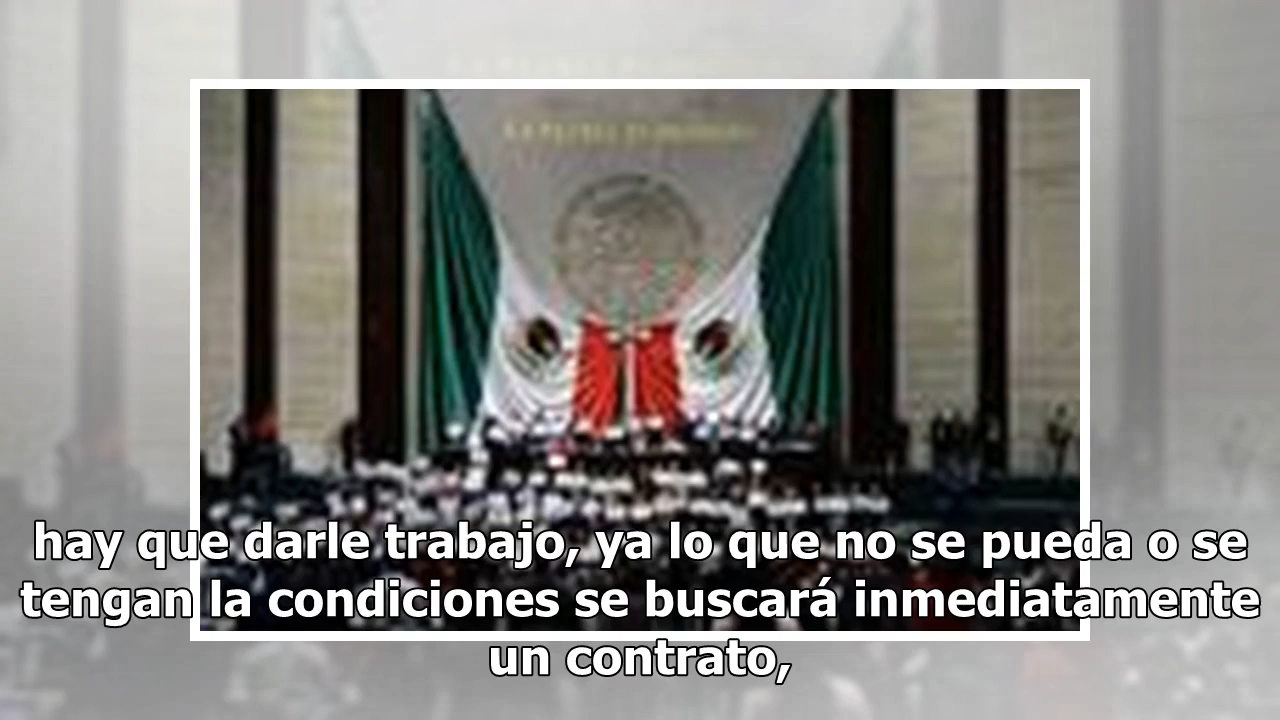 hay que darle trabajo, ya lo que no se pueda o se
tengan la condiciones se buscará inmediatamente
un contrato,